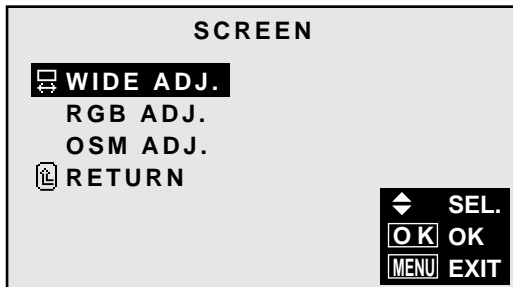 SCREEN
WIDE ADJ.
RGB ADJ.
OSM ADJ.
RETURN
SEL.
OK OK
MENU EXIT